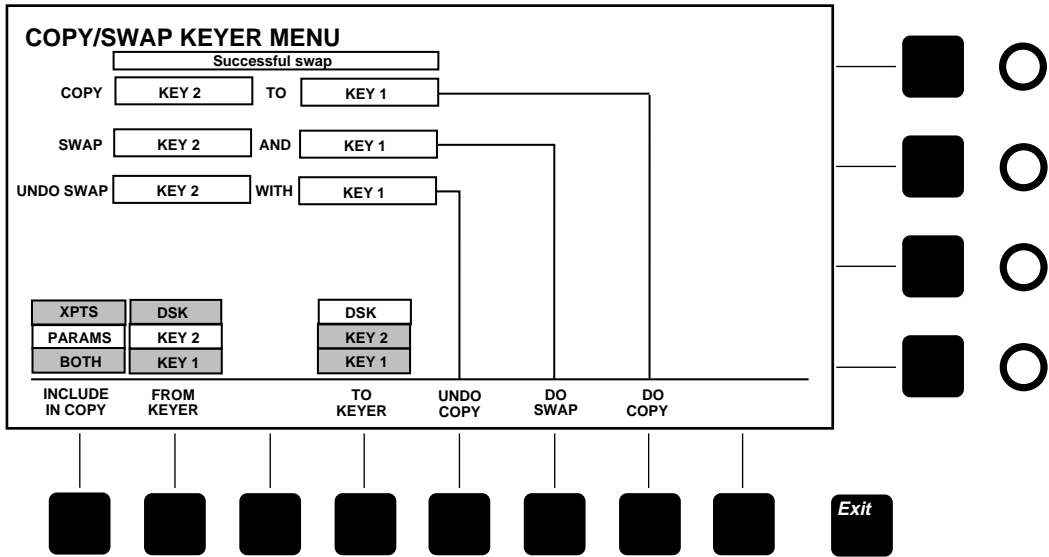 COPY/SWAP KEYER MENU
Successful swap
COPY KEY 2 TO KEY 1
SWAP KEY 2 AND KEY 1
UNDO SWAP KEY 2 WITH KEY 1
XPTS DSK DSK
PARAMS KEY 2 KEY 2
BOTH KEY 1 KEY 1
INCLUDE FROM TO UNDO DO DO
IN COPY KEYER KEYER COPY SWAP COPY
Exit